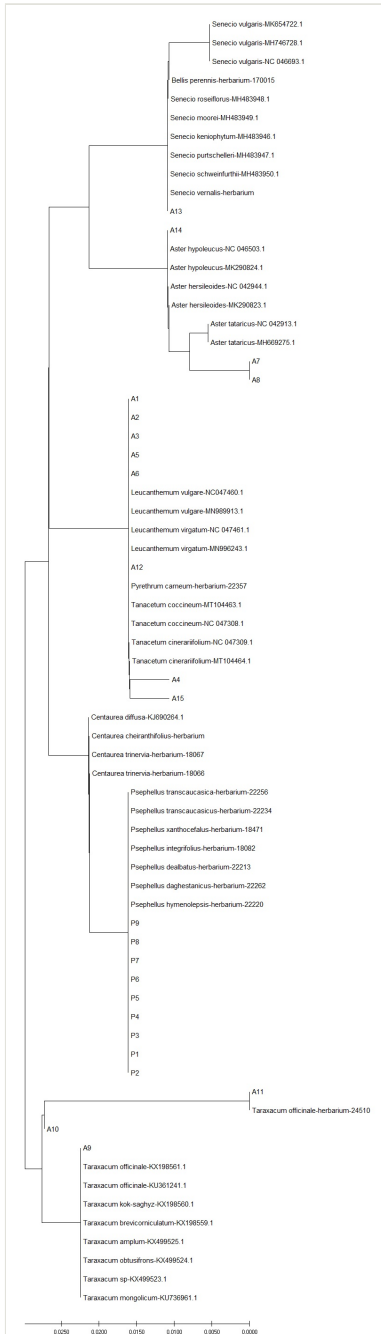 Senecio vulgaris-MK654722.1
Senecio vulgaris-MH746728.1
Senecio vulgaris-NC 046693.1
Bellis perennis-herbarium-170015
Senecio roseiflorus-MH483948.1
Senecio moorei-MH483949.1
Senecio keniophytum-MH483946.1
Senecio purtschelleri-MH483947.1
Senecio schweinfurthii-MH483950.1
Senecio vernalis-herbarium
A13
A14
Aster hypoleucus-NC 046503.1
Aster hypoleucus-MK290824.1
Aster hersileoides-NC 042944.1
Aster hersileoides-MK290823.1
Aster tataricus-NC 042913.1
Aster tataricus-MH669275.1
A7
A8
A1
A2
A3
A5
A6
Leucanthemum vulgare-NC047460.1
Leucanthemum vulgare-MN989913.1
Leucanthemum virgatum-NC 047461.1
Leucanthemum virgatum-MN996243.1
A12
Pyrethrum carneum-herbarium-22357
Tanacetum coccineum-MT104463.1
Tanacetum coccineum-NC 047308.1
Tanacetum cinerariifolium-NC 047309.1
Tanacetum cinerariifolium-MT104464.1
A4
A15
Centaurea diffusa-KJ690264.1
Centaurea cheiranthifolius-herbarium
Centaurea trinervia-herbarium-18067
Centaurea trinervia-herbarium-18066
Psephellus transcaucasica-herbarium-22256
Psephellus transcaucasicus-herbarium-22234
Psephellus xanthocefalus-herbarium-18471
Psephellus integrifolius-herbarium-18082
Psephellus dealbatus-herbarium-22213
Psephellus daghestanicus-herbarium-22262
Psephellus hymenolepsis-herbarium-22220
P9
P8
P7
P6
P5
P4
P3
P1
P2
A11
Taraxacum officinale-herbarium-24510
A10
A9
Taraxacum officinale-KX198561.1
Taraxacum officinale-KU361241.1
Taraxacum kok-saghyz-KX198560.1
Taraxacum brevicorniculatum-KX198559.1
Taraxacum amplum-KX499525.1
Taraxacum obtusifrons-KX499524.1
Taraxacum sp-KX499523.1
Taraxacum mongolicum-KU736961.1
0.0250 0.0200 0.0150 0.0100 0.0050 0.0000